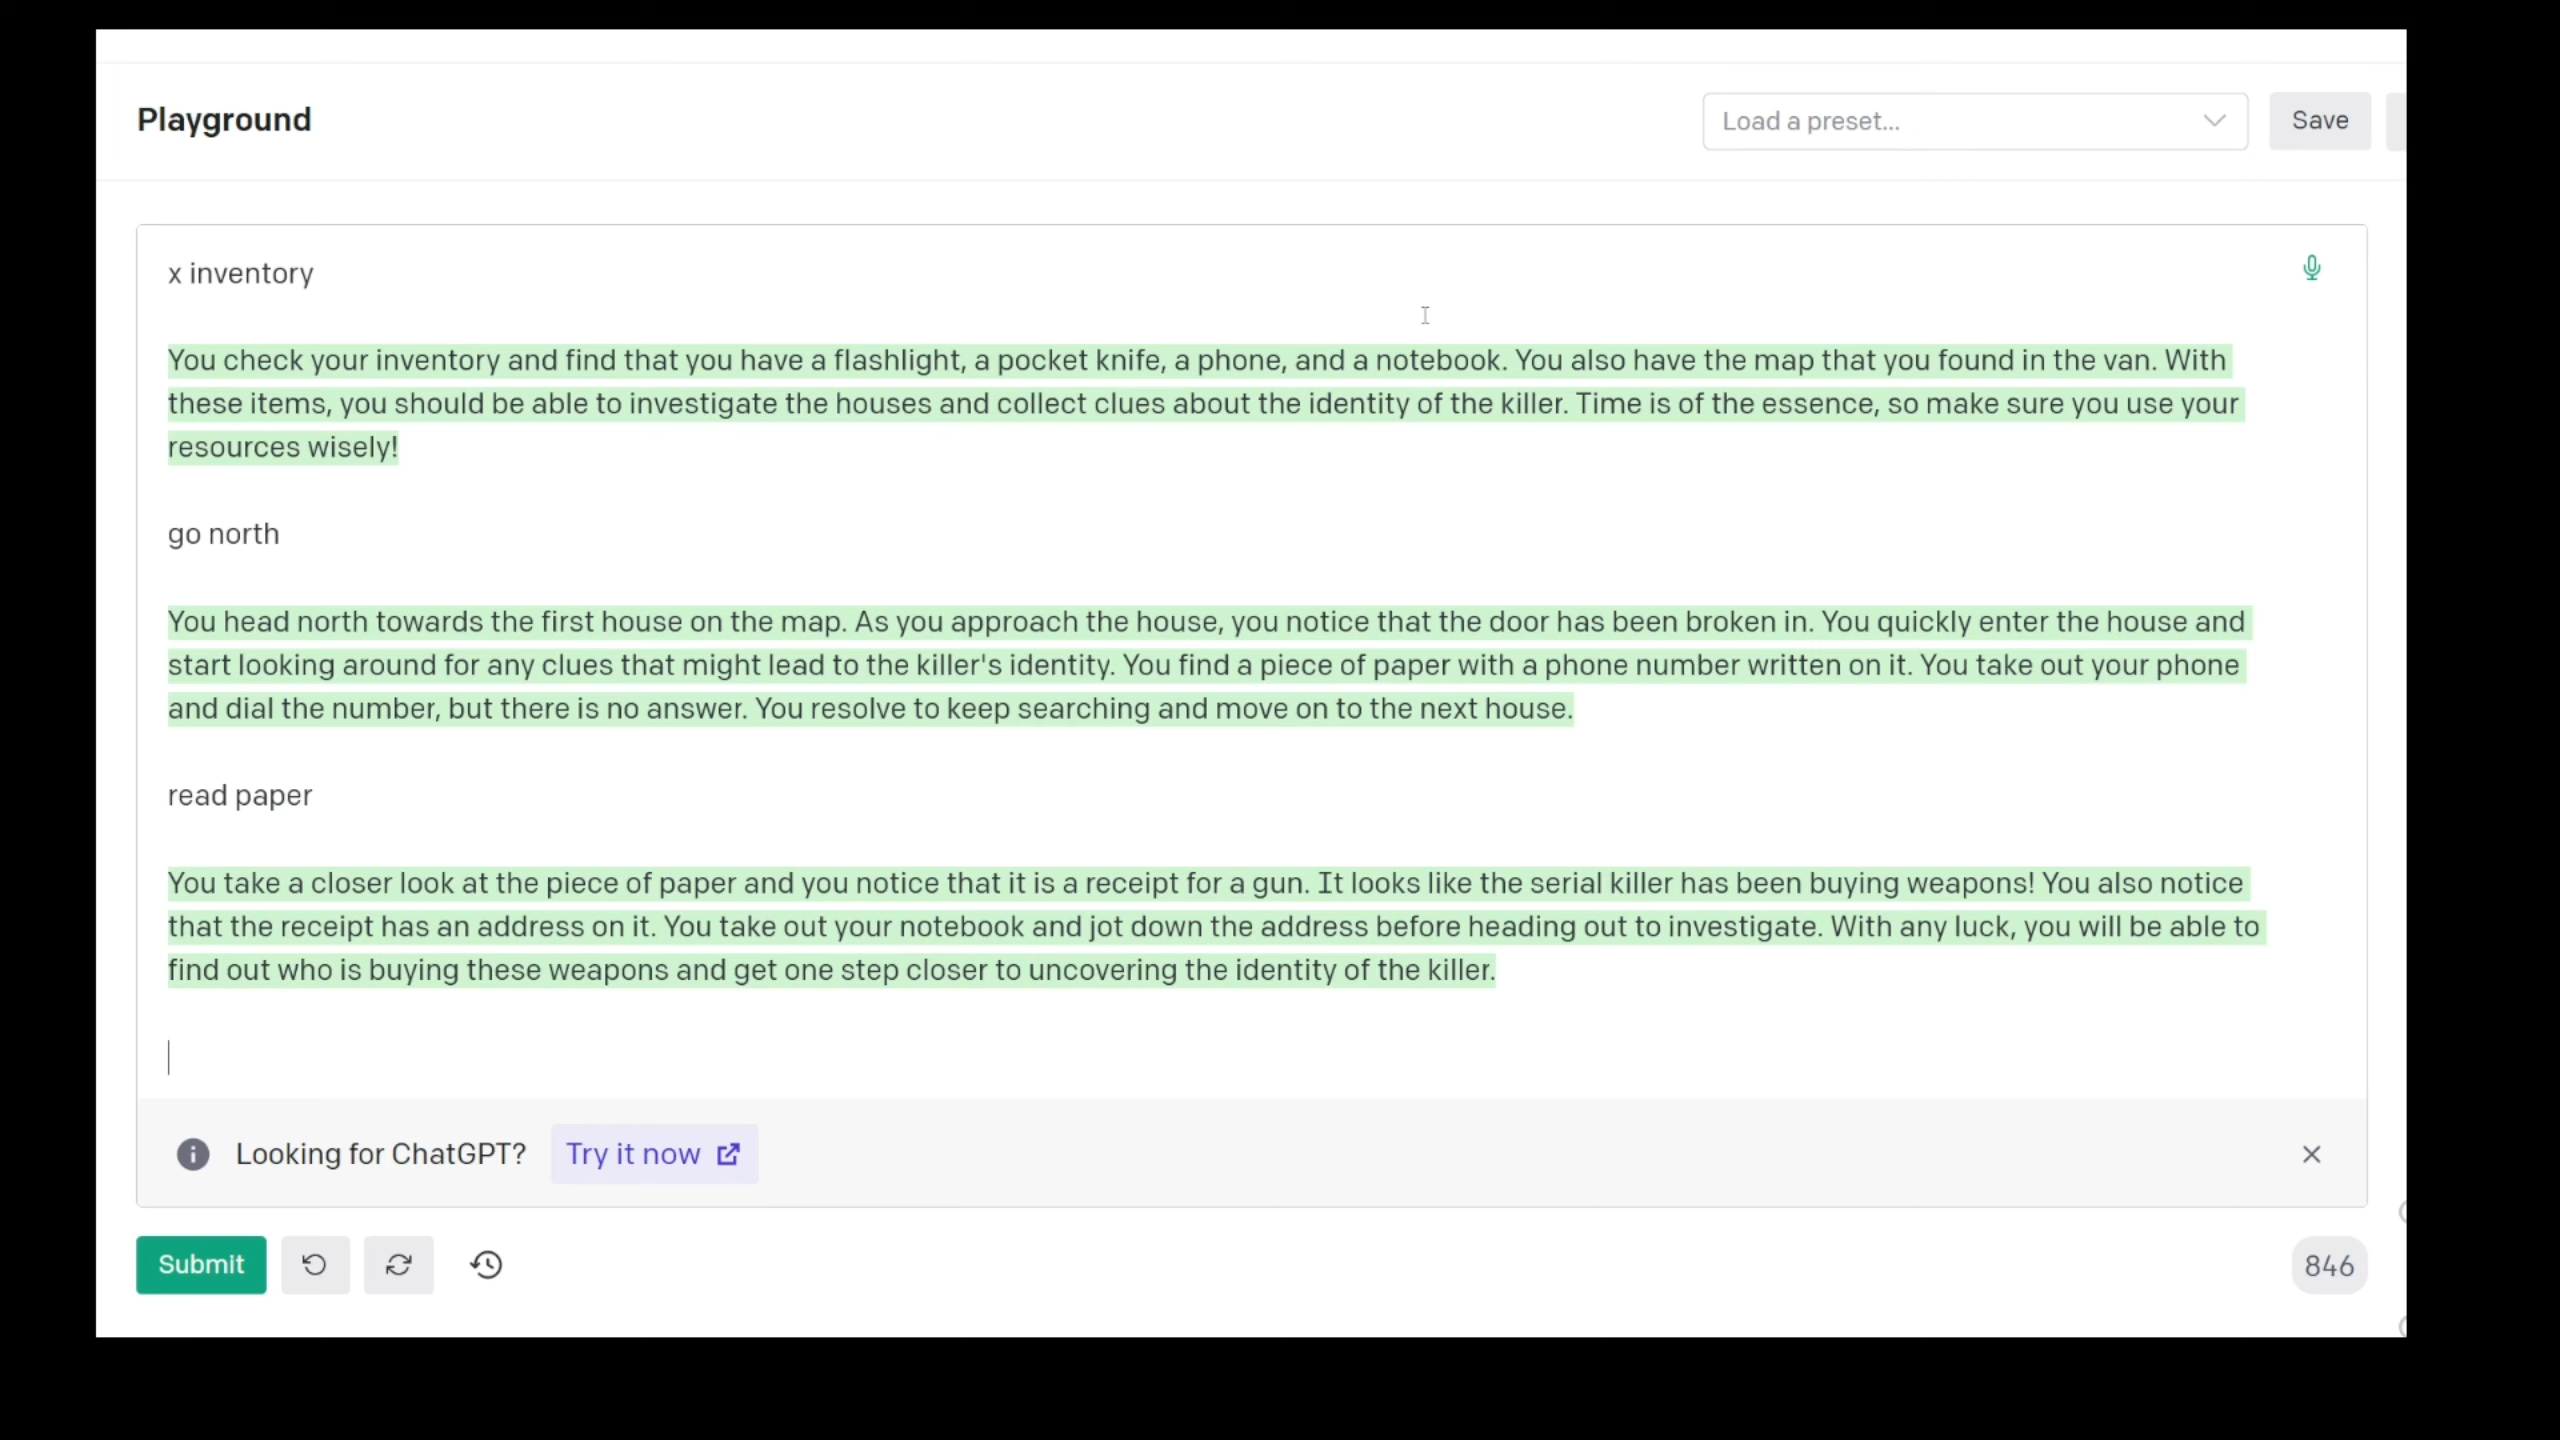 Playground
Load a preset...
Save
x inventory
You check your inventory and find that you have a flashlight, a pocket knife, a phone, and a notebook. You also have the map that you found in the van. With
these items, you should be able to investigate the houses and collect clues about the identity of the killer. Time is of the essence, so make sure you use your
resources wisely!
go north
You head north towards the first house on the map. As you approach the house, you notice that the door has been broken in. You quickly enter the house and
start looking around for any clues that might lead to the killer's identity. You find a piece of paper with a phone number written on it. You take out your phone
and dial the number, but there is no answer. You resolve to keep searching and move on to the next house.
read paper
You take a closer look at the piece of paper and you notice that it is a receipt for a gun. It looks like the serial killer has been buying weapons! You also notice
that the receipt has an address on it. You take out your notebook and jot down the address before heading out to investigate. With any luck, you will be able to
find out who is buying these weapons and get one step closer to uncovering the identity of the killer.
Looking for ChatGPT?
Try it now
Submit
846